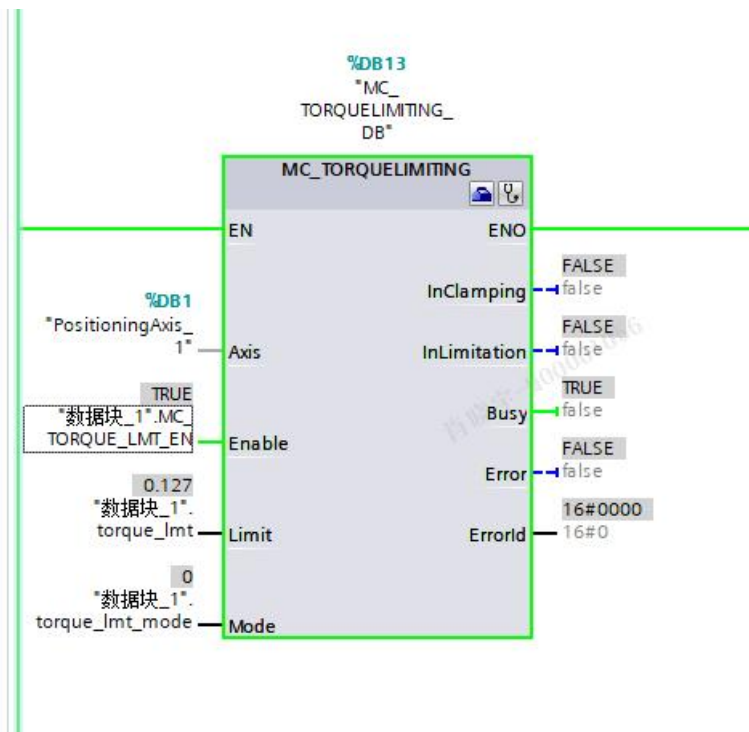 %DB13
"MC_
TORQUELIMITING_
DB"
MC_TORQUELIMITING
EN
ENO
FALSE
InClamping
false
%DB1
"PositioningAxis_
1"
Axis
FALSE
InLimitation
false
TRUE
"数据块_1".MC_
TORQUE_LMT_EN
Enable
TRUE
Busy
false
FALSE
Error
false
0.127
"数据块_1".
torque_lmt
Limit
16#0000
ErrorId
16#0
0
"数据块_1".
torque_lmt_mode
Mode